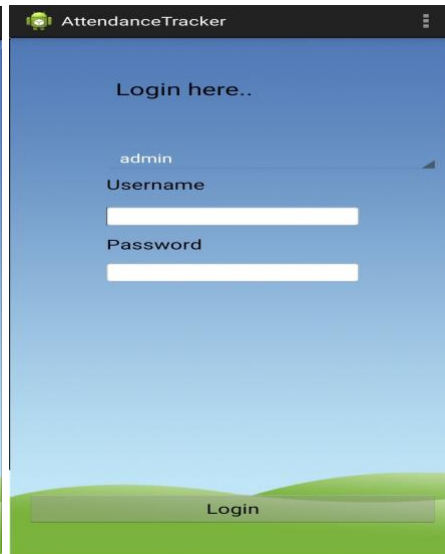 AttendanceTracker
Login here..
admin
Username
Password
Login